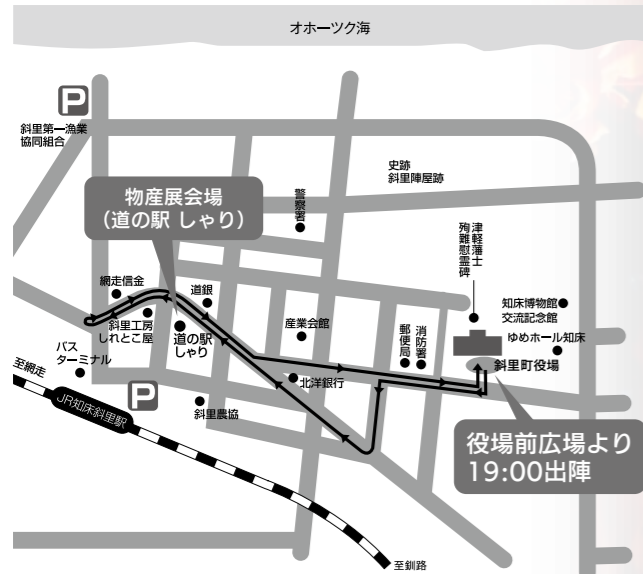 オホーツク海
P
斜里第一漁業
協同組合
史跡
斜里陣屋跡
物産展会場
（道の駅 しゃり）
警察署
津軽藩士
殉難慰霊碑
網走信金
道銀
知床博物館
交流記念館
斜里工房
しれとこ屋
道の駅
しゃり
産業会館
郵便局
消防署
ゆめホール知床
斜里町役場
バス
ターミナル
至網走
北洋銀行
JR知床斜里駅
P
斜里農協
役場前広場より
19:00出陣
至釧路